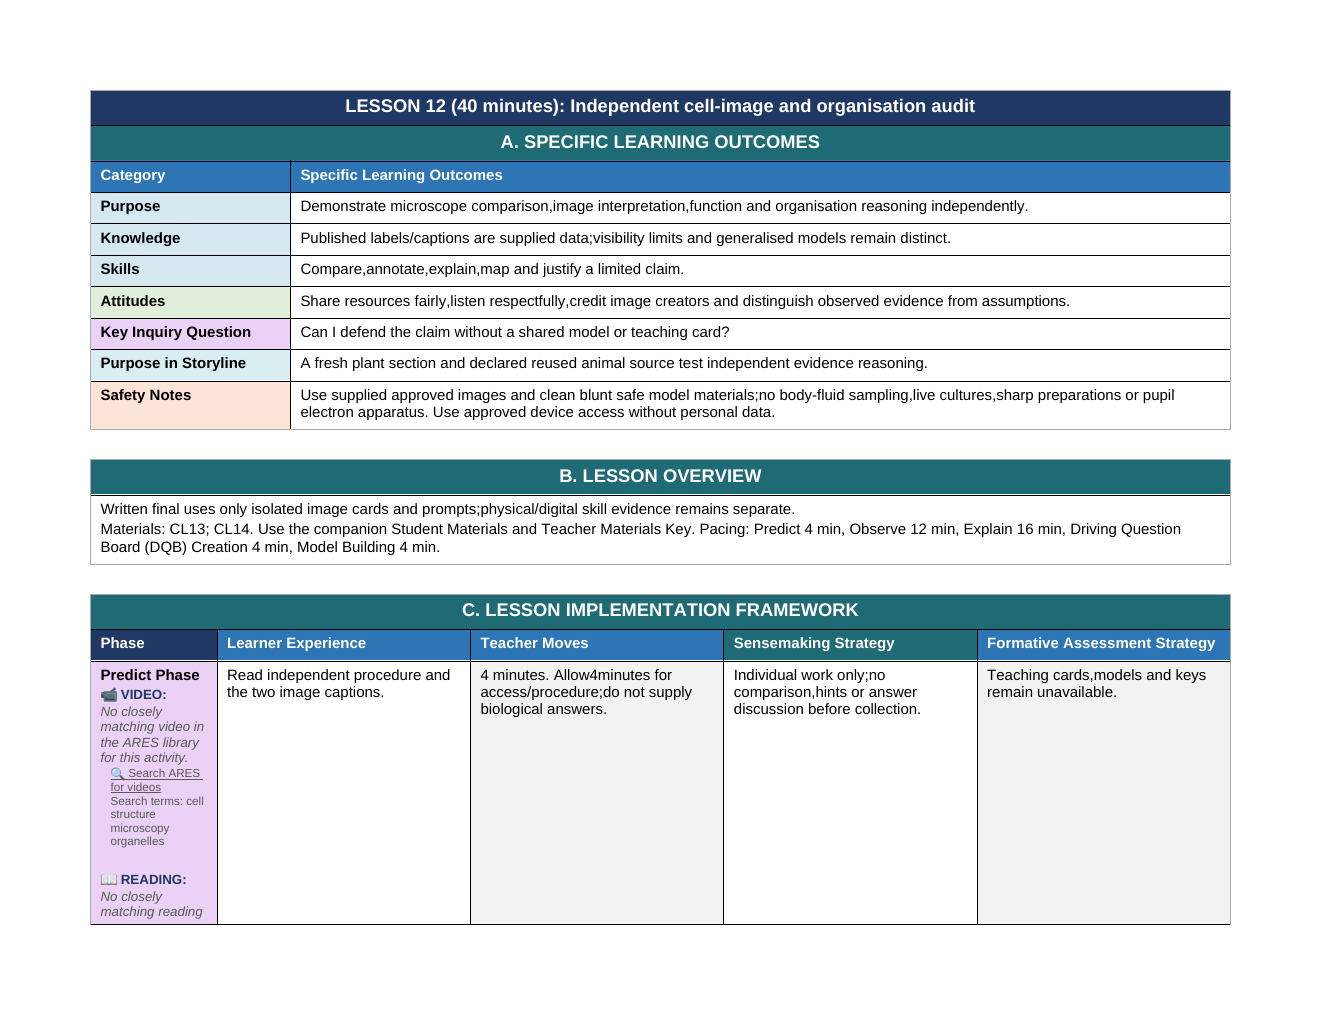 LESSON 12 (40 minutes): Independent cell-image and organisation audit
A. SPECIFIC LEARNING OUTCOMES
Category
Specific Learning Outcomes
Purpose
Demonstrate microscope comparison,image interpretation,function and organisation reasoning independently.
Knowledge
Published labels/captions are supplied data;visibility limits and generalised models remain distinct.
Skills
Compare,annotate,explain,map and justify a limited claim.
Attitudes
Share resources fairly,listen respectfully,credit image creators and distinguish observed evidence from assumptions.
Key Inquiry Question
Can I defend the claim without a shared model or teaching card?
Purpose in Storyline
A fresh plant section and declared reused animal source test independent evidence reasoning.
Safety Notes
Use supplied approved images and clean blunt safe model materials;no body-fluid sampling,live cultures,sharp preparations or pupil
electron apparatus. Use approved device access without personal data.
B. LESSON OVERVIEW
Written final uses only isolated image cards and prompts;physical/digital skill evidence remains separate.
Materials: CL13; CL14. Use the companion Student Materials and Teacher Materials Key. Pacing: Predict 4 min, Observe 12 min, Explain 16 min, Driving Question
Board (DQB) Creation 4 min, Model Building 4 min.
C. LESSON IMPLEMENTATION FRAMEWORK
Phase
Learner Experience
Teacher Moves
Sensemaking Strategy
Formative Assessment Strategy
Predict Phase
📹 VIDEO:
No closely
matching video in
the ARES library
for this activity.
🔍 Search ARES
for videos
Search terms: cell
structure
microscopy
organelles
📖 READING:
No closely
matching reading
Read independent procedure and
the two image captions.
4 minutes. Allow4minutes for
access/procedure;do not supply
biological answers.
Individual work only;no
comparison,hints or answer
discussion before collection.
Teaching cards,models and keys
remain unavailable.